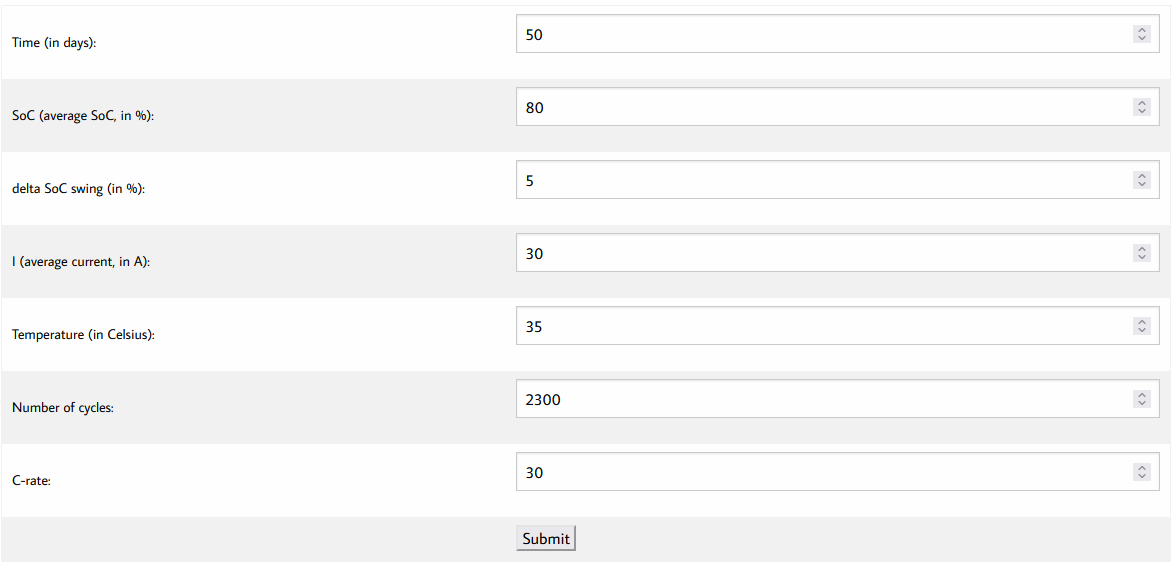 Time (in days):
50
SoC (average SoC, in %):
80
delta SoC swing (in %):
5
I (average current, in A):
30
Temperature (in Celsius):
35
Number of cycles:
2300
C-rate:
30
Submit